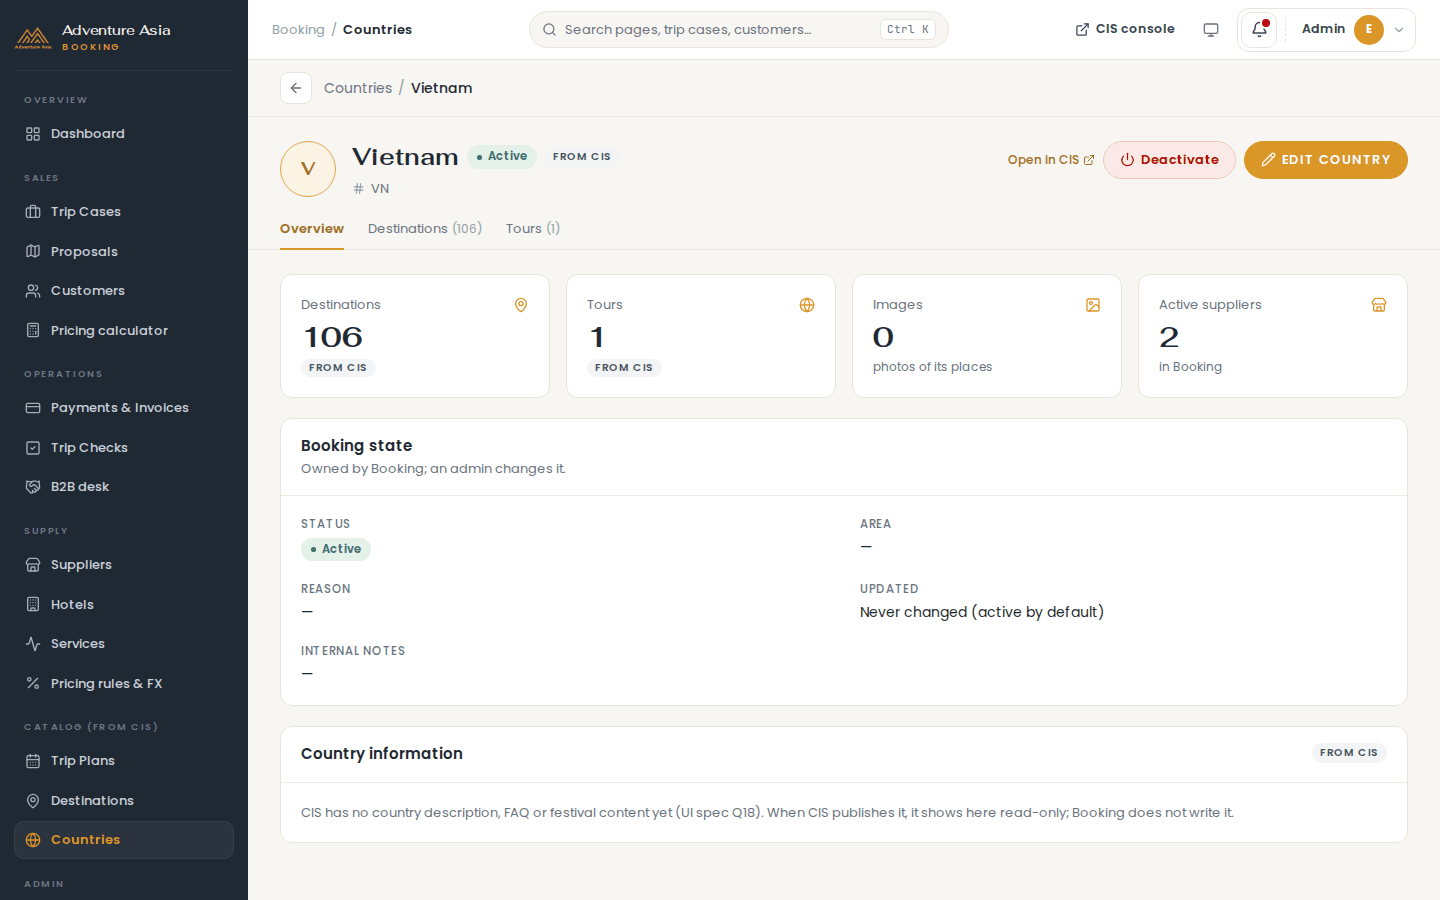 Adventure Asia
BOOKING
Adventure Asia
OVERVIEW
Dashboard
SALES
Trip Cases
Proposals
Customers
Pricing calculator
OPERATIONS
Payments & Invoices
Trip Checks
B2B desk
SUPPLY
Suppliers
Hotels
Services
Pricing rules & FX
CATALOG (FROM CIS)
Trip Plans
Destinations
Countries
ADMIN
Booking / Countries
Search pages, trip cases, customers... Ctrl K
CIS console
Admin E
Countries / Vietnam
V
Vietnam Active FROM CIS
# VN
Open in CIS Deactivate EDIT COUNTRY
Overview Destinations (106) Tours (1)
Destinations
106
FROM CIS
Tours
1
FROM CIS
Images
0
photos of its places
Active suppliers
2
in Booking
Booking state
Owned by Booking; an admin changes it.
STATUS
Active
AREA
—
REASON
—
UPDATED
Never changed (active by default)
INTERNAL NOTES
—
Country information FROM CIS
CIS has no country description, FAQ or festival content yet (UI spec Q18). When CIS publishes it, it shows here read-only; Booking does not write it.